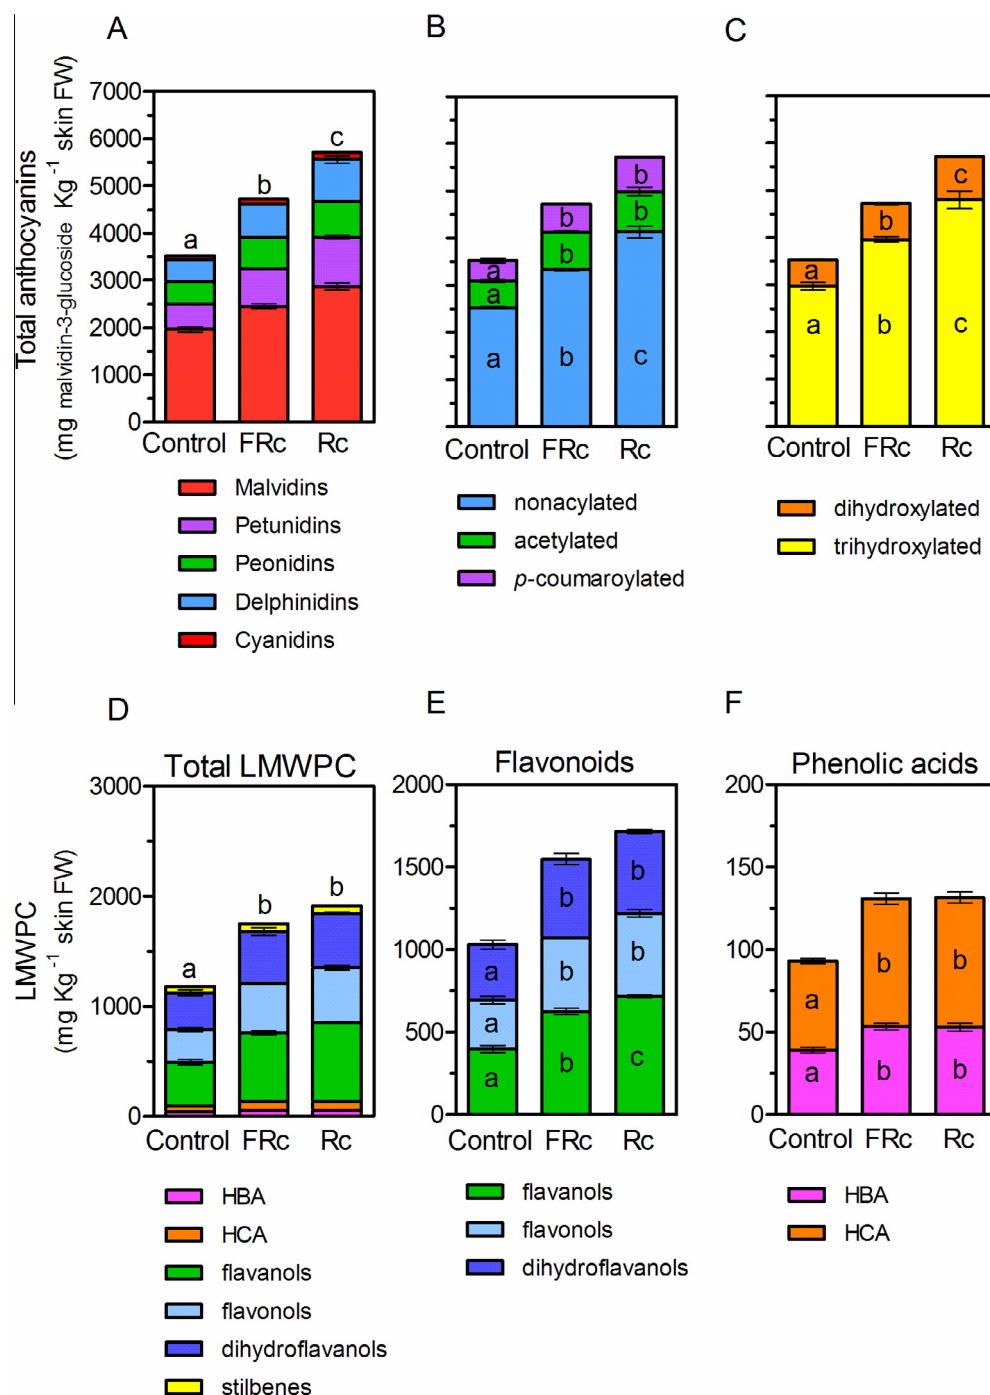 A
B
C
Total anthocyanins
(mg malvidin-3-glucoside Kg⁻¹ skin FW)
7000
6000
5000
4000
3000
2000
1000
0
a
b
c
Control FRc Rc
a
a
a
b
b
b
b
b
c
Control FRc Rc
a
a
b
b
c
c
Control FRc Rc
Malvidins
Petunidins
Peonidins
Delphinidins
Cyanidins
nonacylated
acetylated
p-coumaroylated
dihydroxylated
trihydroxylated
D
E
F
Total LMWPC
Flavonoids
Phenolic acids
LMWPC
(mg Kg⁻¹ skin FW)
3000
2000
1000
0
a
b
b
Control FRc Rc
2000
1500
1000
500
0
a
a
a
b
b
b
b
b
c
Control FRc Rc
200
150
100
50
0
a
a
b
b
b
b
Control FRc Rc
HBA
HCA
flavanols
flavonols
dihydroflavanols
stilbenes
flavanols
flavonols
dihydroflavanols
HBA
HCA